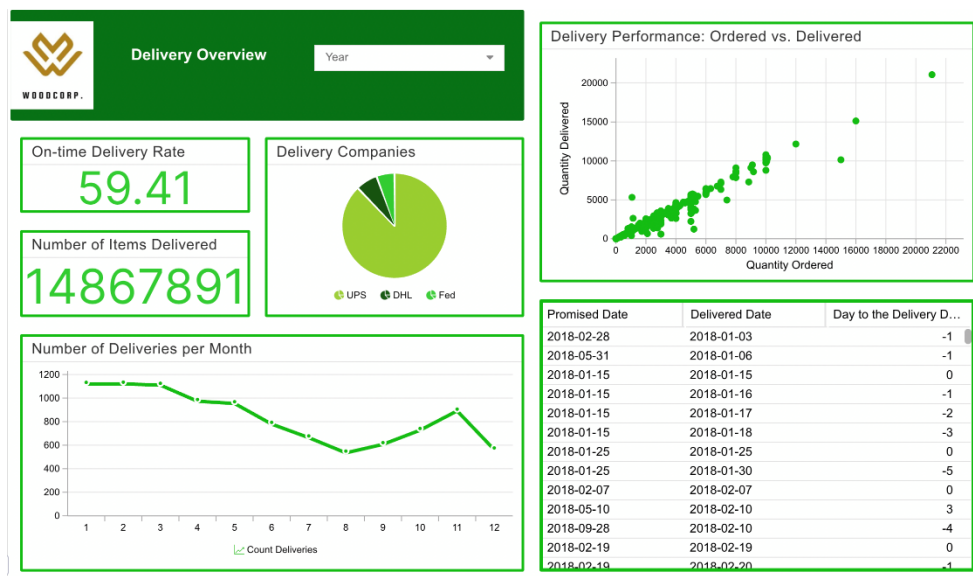 WOODCORP.
Delivery Overview
Year
On-time Delivery Rate
59.41
Number of Items Delivered
14867891
Delivery Companies
UPS DHL Fed
Number of Deliveries per Month
1200
1000
800
600
400
200
0
1 2 3 4 5 6 7 8 9 10 11 12
Count Deliveries
Delivery Performance: Ordered vs. Delivered
Quantity Delivered
20000
15000
10000
5000
0
0 2000 4000 6000 8000 10000 12000 14000 16000 18000 20000 22000
Quantity Ordered
Promised Date Delivered Date Day to the Delivery D...
2018-02-28 2018-01-03 -1
2018-05-31 2018-01-06 -1
2018-01-15 2018-01-15 0
2018-01-15 2018-01-16 -1
2018-01-15 2018-01-17 -2
2018-01-15 2018-01-18 -3
2018-01-25 2018-01-25 0
2018-01-25 2018-01-30 -5
2018-02-07 2018-02-07 0
2018-05-10 2018-02-10 3
2018-09-28 2018-02-10 -4
2018-02-19 2018-02-19 0
2018-02-19 2018-02-20 -1